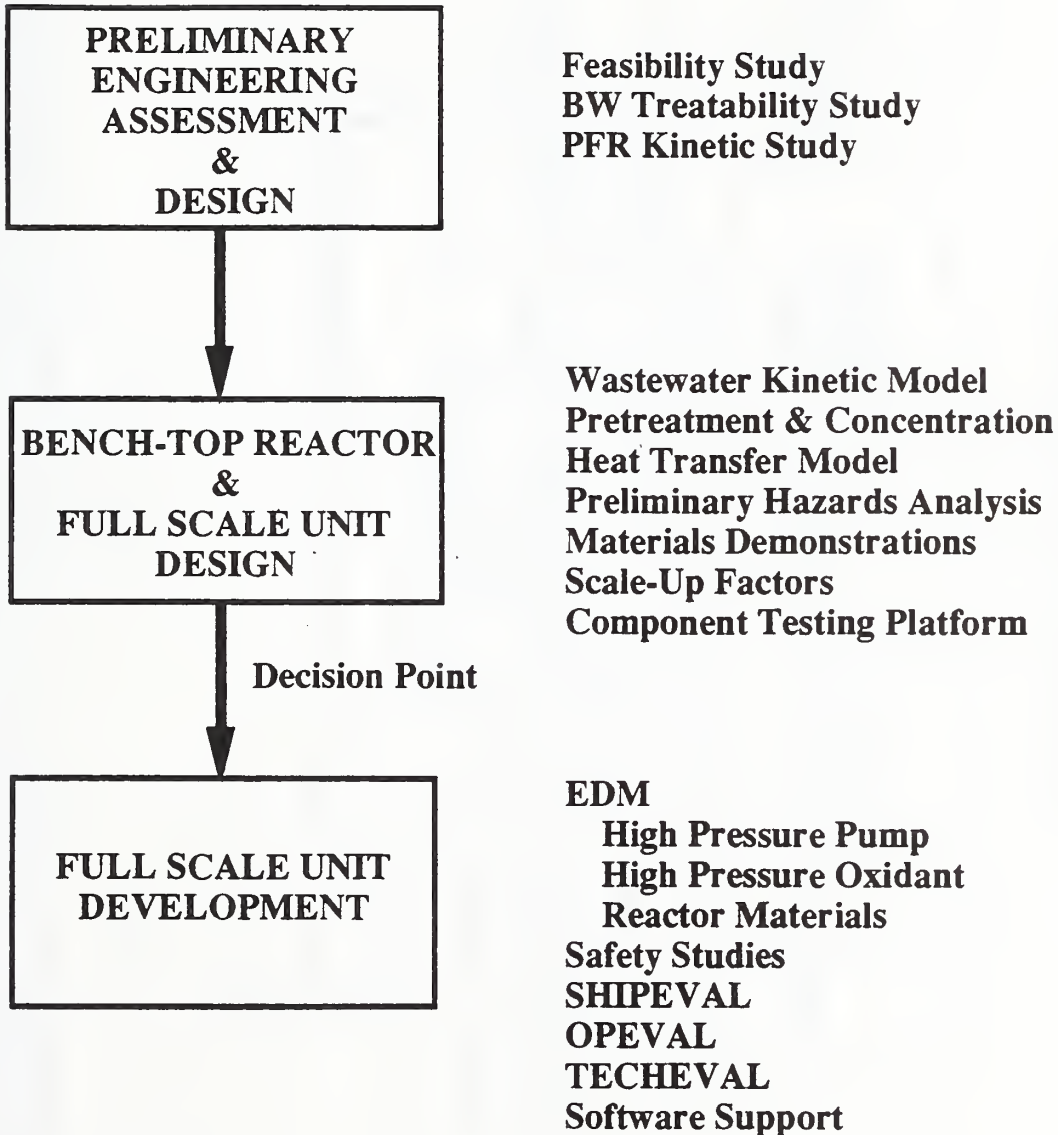 PRELIMINARY
ENGINEERING
ASSESSMENT
&
DESIGN
Feasibility Study
BW Treatability Study
PFR Kinetic Study
BENCH-TOP REACTOR
&
FULL SCALE UNIT
DESIGN
Wastewater Kinetic Model
Pretreatment & Concentration
Heat Transfer Model
Preliminary Hazards Analysis
Materials Demonstrations
Scale-Up Factors
Component Testing Platform
Decision Point
FULL SCALE UNIT
DEVELOPMENT
EDM
High Pressure Pump
High Pressure Oxidant
Reactor Materials
Safety Studies
SHIPEVAL
OPEVAL
TECHEVAL
Software Support